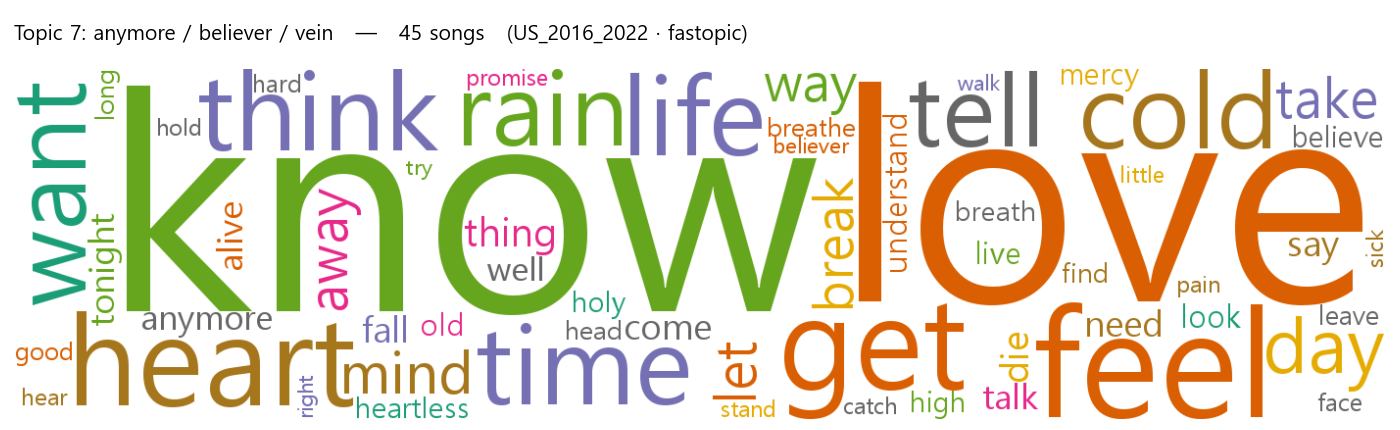 Topic 7: anymore / believer / vein — 45 songs (US_2016_2022 · fastopic)
want
long
hold
hard
think
promise
rain
life
way
breathe
believer
tell
walk
mercy
cold
take
believe
know
try
love
little
understand
tonight
alive
away
thing
well
break
breath
live
find
say
sick
pain
holy
anymore
fall
old
head
come
need
look
leave
good
heart
mind
time
let
get
die
feel
day
hear
right
heartless
stand
catch
high
talk
face